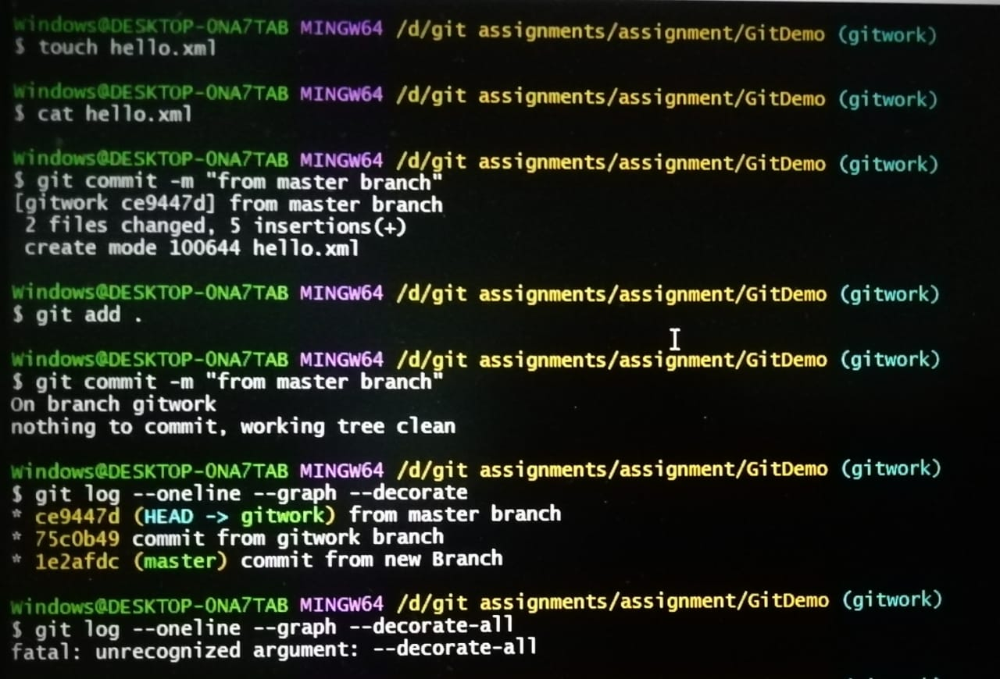 Windows@DESKTOP-0NA7TAB MINGW64 /d/git assignments/assignment/GitDemo (gitwork)
$ touch hello.xml
Windows@DESKTOP-0NA7TAB MINGW64 /d/git assignments/assignment/GitDemo (gitwork)
$ cat hello.xml
Windows@DESKTOP-0NA7TAB MINGW64 /d/git assignments/assignment/GitDemo (gitwork)
$ git commit -m "from master branch"
[gitwork ce9447d] from master branch
 2 files changed, 5 insertions(+)
 create mode 100644 hello.xml
Windows@DESKTOP-0NA7TAB MINGW64 /d/git assignments/assignment/GitDemo (gitwork)
$ git add .
Windows@DESKTOP-0NA7TAB MINGW64 /d/git assignments/assignment/GitDemo (gitwork)
$ git commit -m "from master branch"
On branch gitwork
nothing to commit, working tree clean
Windows@DESKTOP-0NA7TAB MINGW64 /d/git assignments/assignment/GitDemo (gitwork)
$ git log --oneline --graph --decorate
* ce9447d (HEAD -> gitwork) from master branch
* 75c0b49 commit from gitwork branch
* 1e2afdc (master) commit from new Branch
Windows@DESKTOP-0NA7TAB MINGW64 /d/git assignments/assignment/GitDemo (gitwork)
$ git log --oneline --graph --decorate-all
fatal: unrecognized argument: --decorate-all